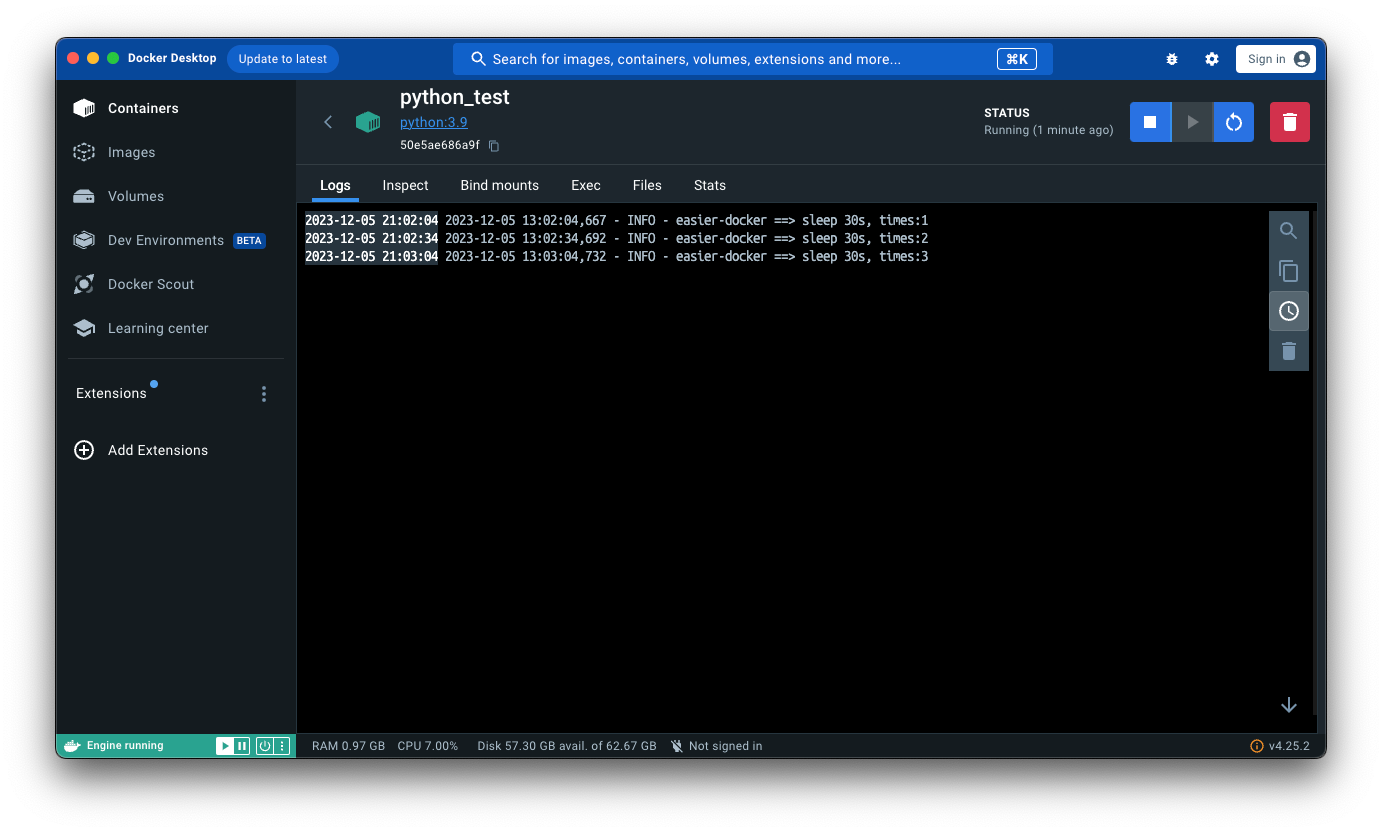 Docker Desktop
Update to latest
Search for images, containers, volumes, extensions and more...
⌘K
Sign in
Containers
Images
Volumes
Dev Environments BETA
Docker Scout
Learning center
Extensions
Add Extensions
python_test
python:3.9
50e5ae686a9f
STATUS
Running (1 minute ago)
Logs Inspect Bind mounts Exec Files Stats
2023-12-05 21:02:04 2023-12-05 13:02:04,667 - INFO - easier-docker ==> sleep 30s, times:1
2023-12-05 21:02:34 2023-12-05 13:02:34,692 - INFO - easier-docker ==> sleep 30s, times:2
2023-12-05 21:03:04 2023-12-05 13:03:04,732 - INFO - easier-docker ==> sleep 30s, times:3
Engine running
RAM 0.97 GB CPU 7.00% Disk 57.30 GB avail. of 62.67 GB Not signed in
v4.25.2